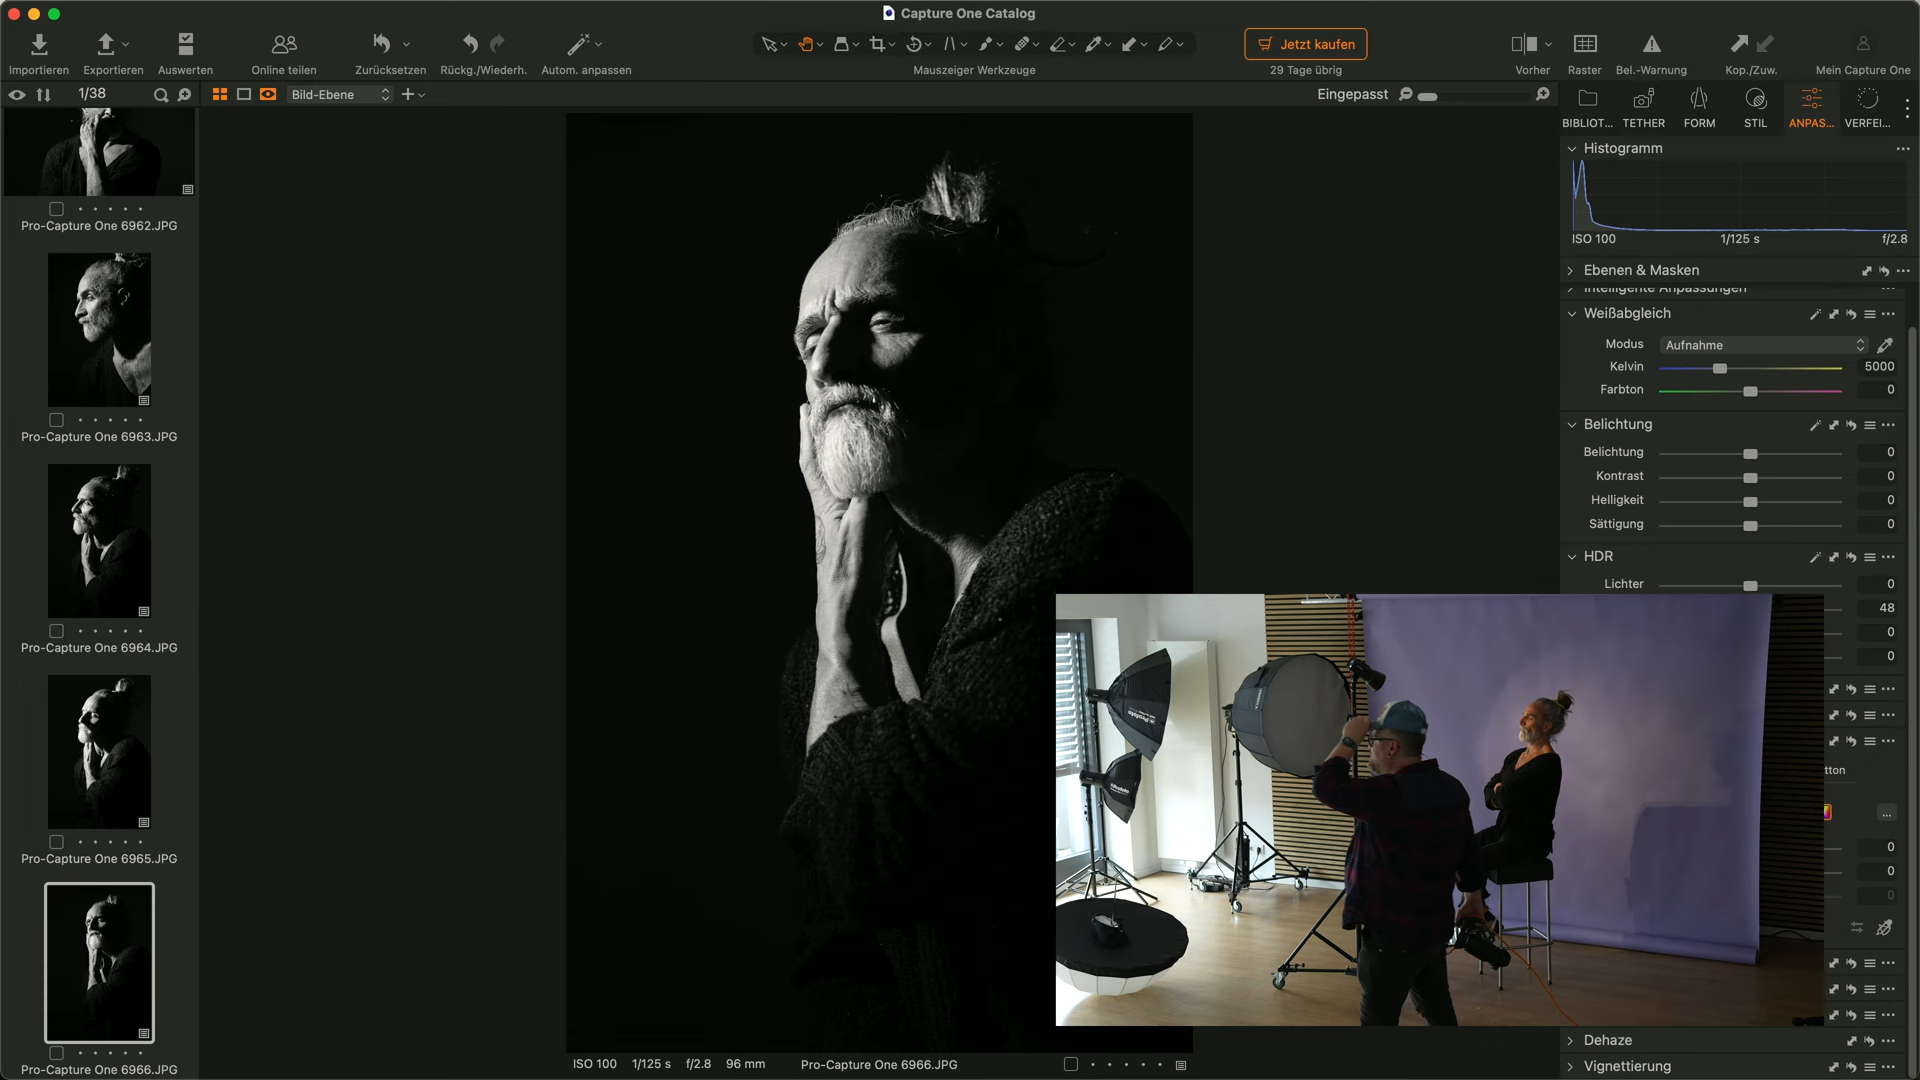 Capture One Catalog
Importieren
Exportieren
Auswerten
Online teilen
Zurücksetzen
Rückg./Wiederh.
Autom. anpassen
Mauszeiger Werkzeuge
Jetzt kaufen
29 Tage übrig
Vorher
Raster
Bel.-Warnung
Kop./Zuw.
Mein Capture One
1/38
Bild-Ebene
Eingepasst
BIBLIOT...
TETHER
FORM
STIL
ANPAS...
VERFEI...
Histogramm
ISO 100
1/125 s
f/2.8
Ebenen & Masken
Intelligente Anpassungen
Weißabgleich
Modus
Aufnahme
Kelvin
5000
Farbton
0
Belichtung
Belichtung
0
Kontrast
0
Helligkeit
0
Sättigung
0
HDR
Lichter
0
48
0
0
tton
...
0
0
0
Dehaze
Vignettierung
Pro-Capture One 6962.JPG
Pro-Capture One 6963.JPG
Pro-Capture One 6964.JPG
Pro-Capture One 6965.JPG
Pro-Capture One 6966.JPG
ISO 100
1/125 s
f/2.8
96 mm
Pro-Capture One 6966.JPG
Profoto
Profoto